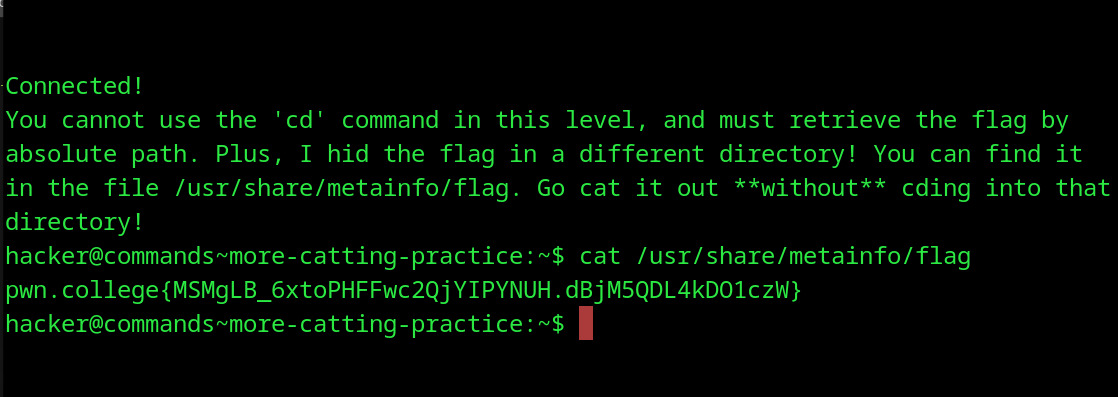 Connected!
You cannot use the 'cd' command in this level, and must retrieve the flag by
absolute path. Plus, I hid the flag in a different directory! You can find it
in the file /usr/share/metainfo/flag. Go cat it out **without** cding into that
directory!
hacker@commands~more-catting-practice:~$ cat /usr/share/metainfo/flag
pwn.college{MSMgLB_6xtoPHFFwc2QjYIPYNUH.dBjM5QDL4kDO1czW}
hacker@commands~more-catting-practice:~$